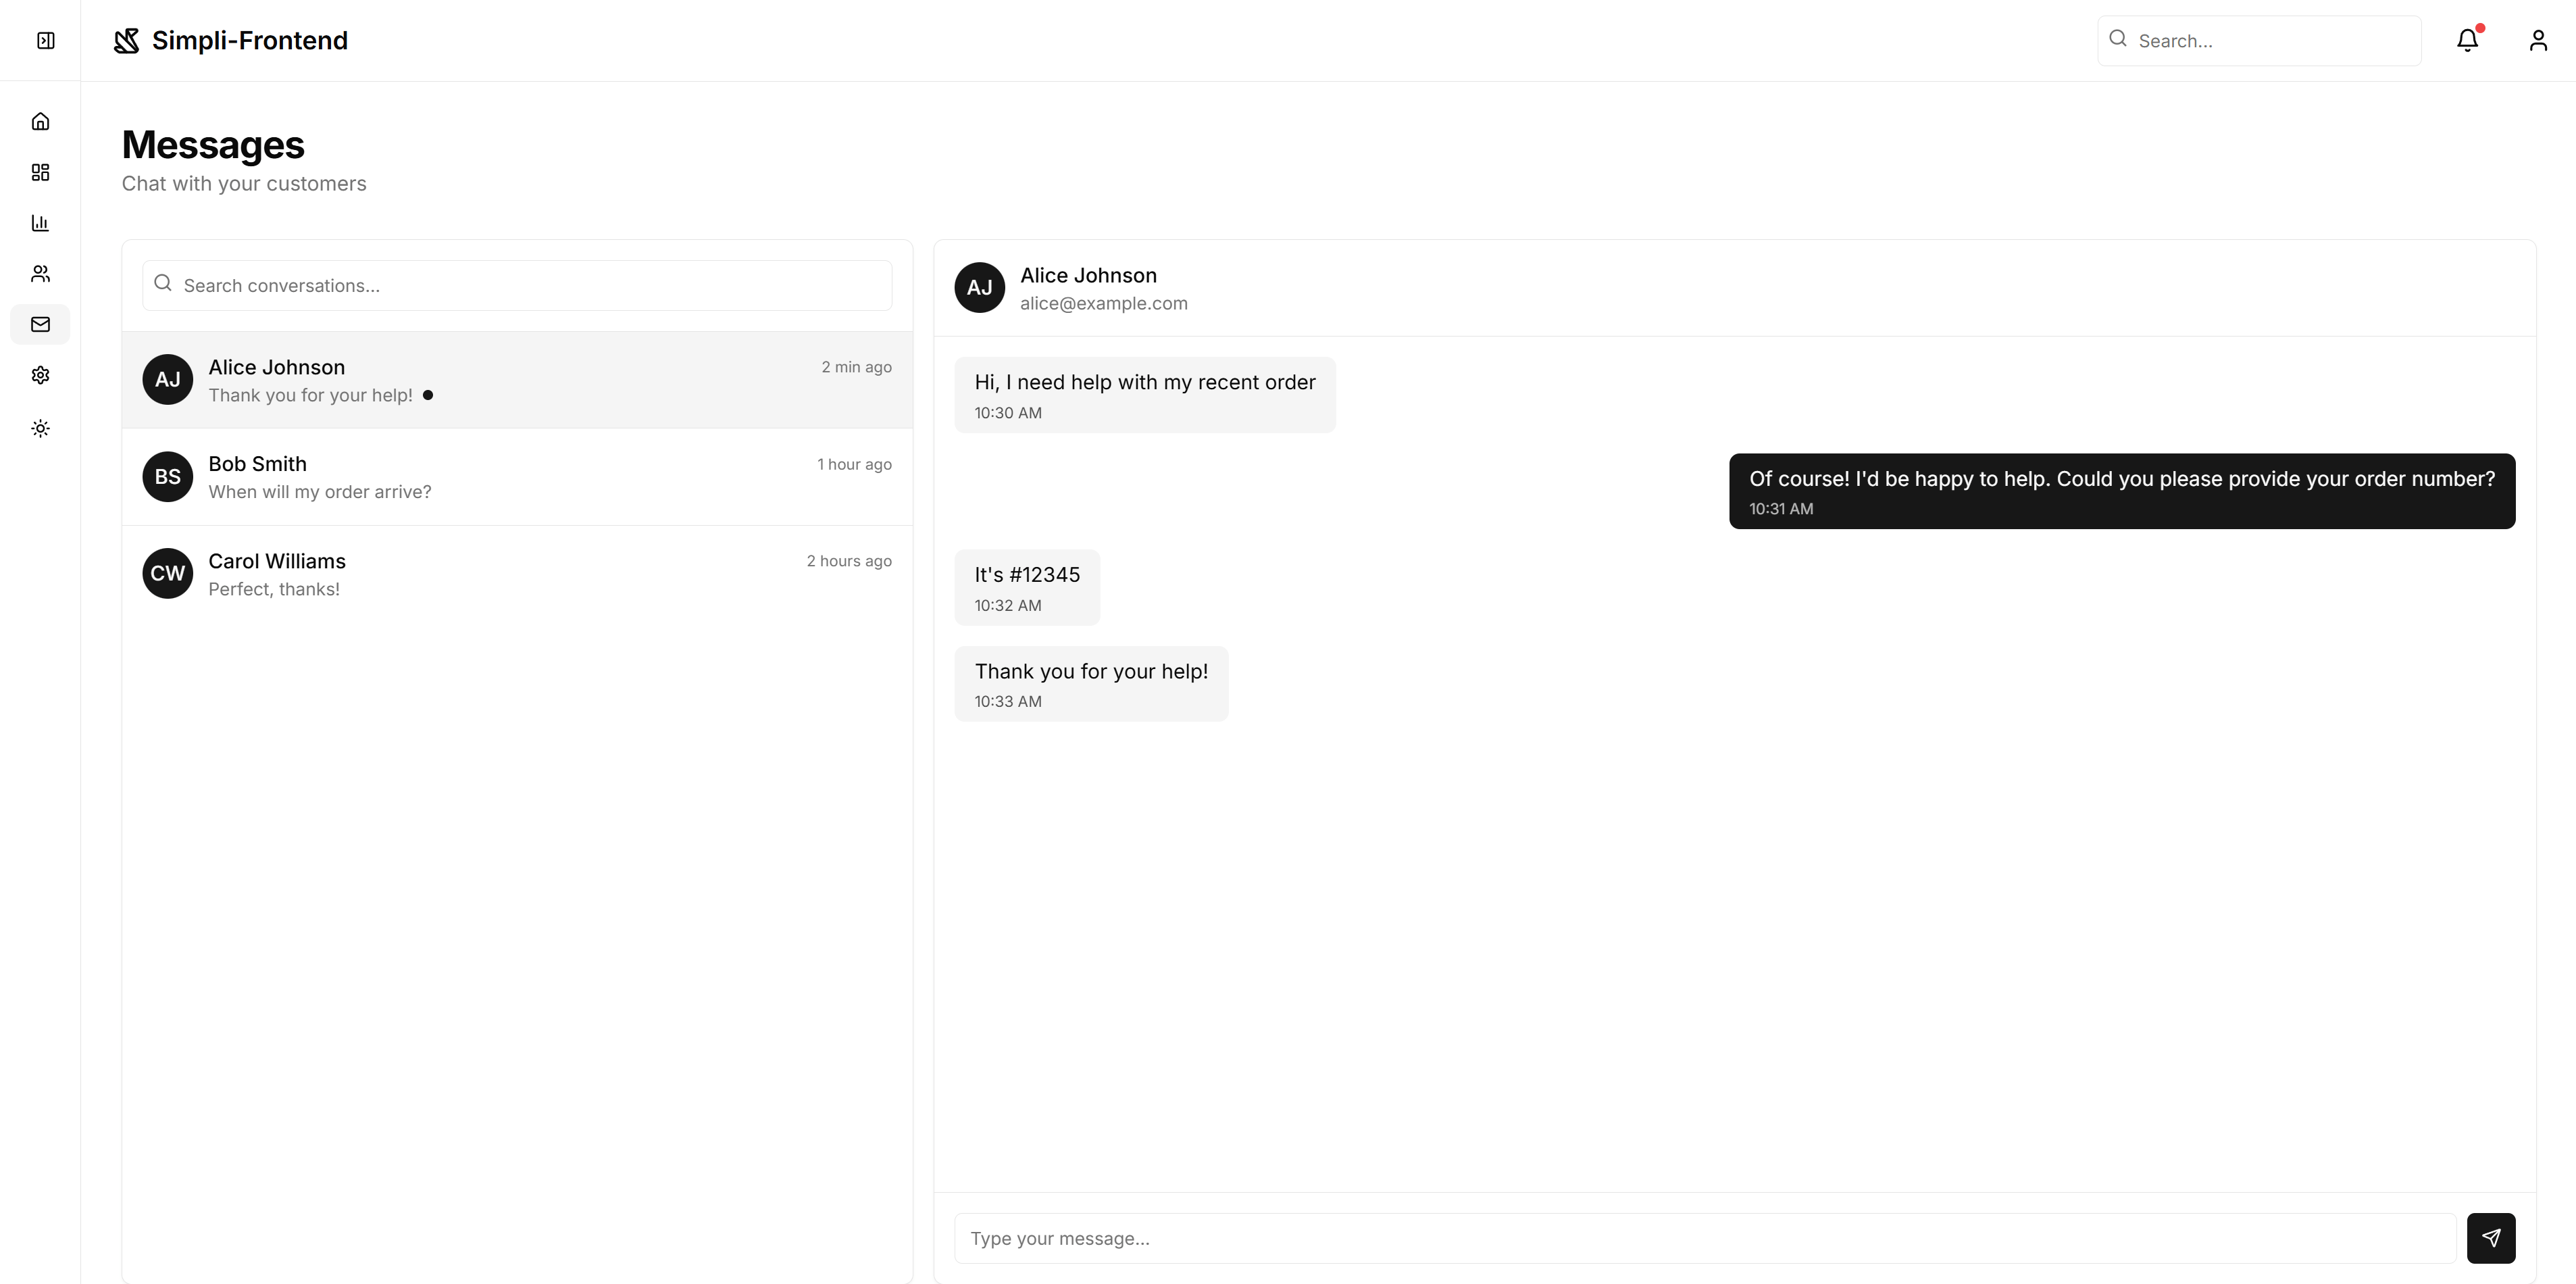 Simpli-Frontend
Search...
Messages
Chat with your customers
Search conversations...
AJ
Alice Johnson
2 min ago
Thank you for your help!
BS
Bob Smith
1 hour ago
When will my order arrive?
CW
Carol Williams
2 hours ago
Perfect, thanks!
AJ
Alice Johnson
alice@example.com
Hi, I need help with my recent order
10:30 AM
Of course! I'd be happy to help. Could you please provide your order number?
10:31 AM
It's #12345
10:32 AM
Thank you for your help!
10:33 AM
Type your message...